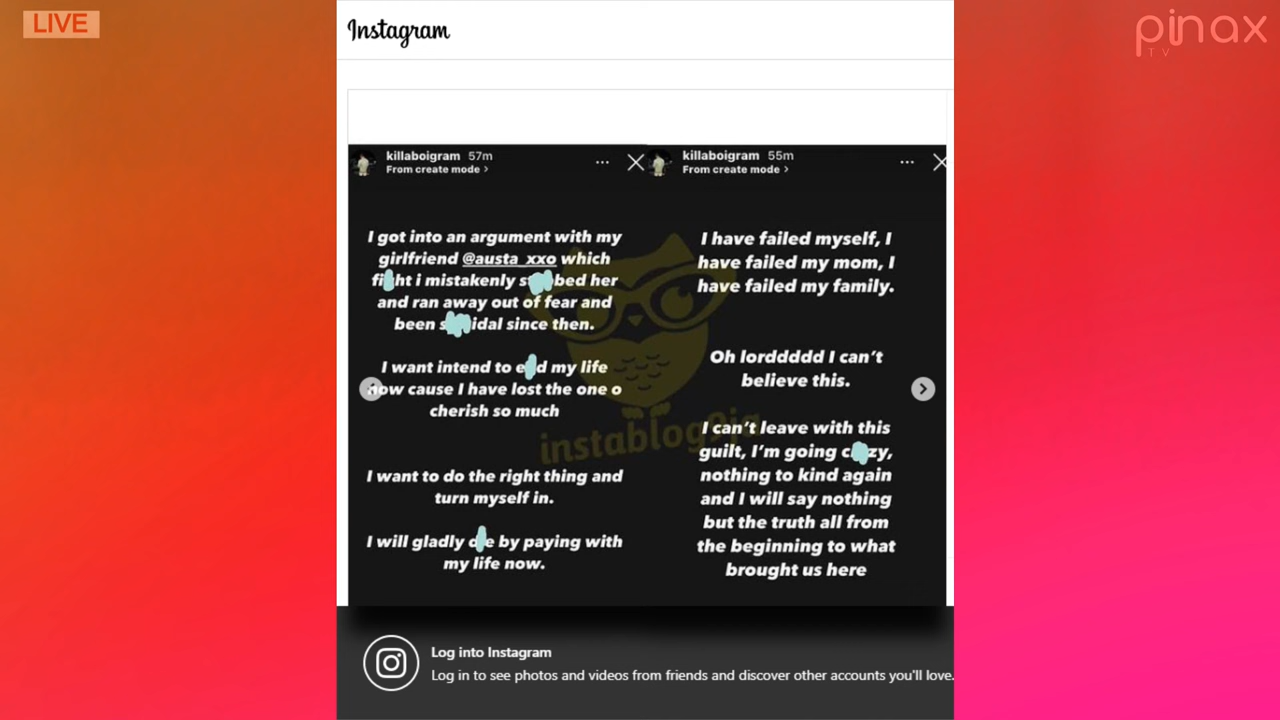 LIVE
pinax
TV
Instagram
killaboigram 57m
From create mode >
I got into an argument with my
girlfriend @austa_xxo which
fi ht i mistakenly s bed her
and ran away out of fear and
been s idal since then.
I want intend to e d my life
now cause I have lost the one o
cherish so much
I want to do the right thing and
turn myself in.
I will gladly d e by paying with
my life now.
killaboigram 55m
From create mode >
I have failed myself, I
have failed my mom, I
have failed my family.
Oh lorddddd I can't
believe this.
I can't leave with this
guilt, I'm going c zy,
nothing to kind again
and I will say nothing
but the truth all from
the beginning to what
brought us here
instablog9ja
Log into Instagram
Log in to see photos and videos from friends and discover other accounts you'll love.